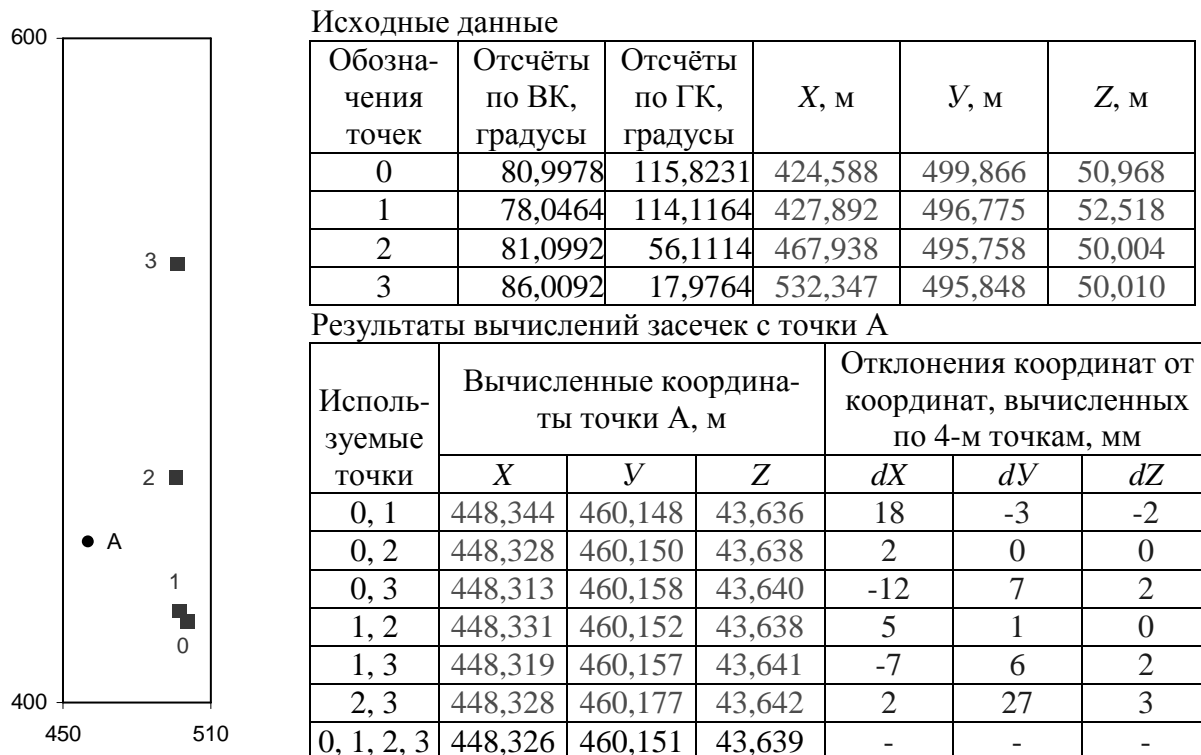 600
3
2
А
1
0
400
450 510
Исходные данные
Обозна-чения точек | Отсчёты по ВК, градусы | Отсчёты по ГК, градусы | X, м | У, м | Z, м
0 | 80,9978 | 115,8231 | 424,588 | 499,866 | 50,968
1 | 78,0464 | 114,1164 | 427,892 | 496,775 | 52,518
2 | 81,0992 | 56,1114 | 467,938 | 495,758 | 50,004
3 | 86,0092 | 17,9764 | 532,347 | 495,848 | 50,010
Результаты вычислений засечек с точки А
Исполь-зуемые точки | Вычисленные координа-ты точки А, м | Отклонения координат от координат, вычисленных по 4-м точкам, мм
X | У | Z | dX | dУ | dZ
0, 1 | 448,344 | 460,148 | 43,636 | 18 | -3 | -2
0, 2 | 448,328 | 460,150 | 43,638 | 2 | 0 | 0
0, 3 | 448,313 | 460,158 | 43,640 | -12 | 7 | 2
1, 2 | 448,331 | 460,152 | 43,638 | 5 | 1 | 0
1, 3 | 448,319 | 460,157 | 43,641 | -7 | 6 | 2
2, 3 | 448,328 | 460,177 | 43,642 | 2 | 27 | 3
0, 1, 2, 3 | 448,326 | 460,151 | 43,639 | - | - | -